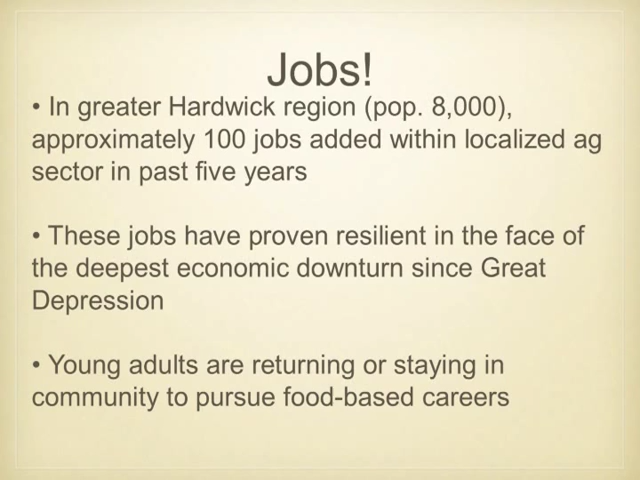 Jobs!
• In greater Hardwick region (pop. 8,000),
approximately 100 jobs added within localized ag
sector in past five years
• These jobs have proven resilient in the face of
the deepest economic downturn since Great
Depression
• Young adults are returning or staying in
community to pursue food-based careers